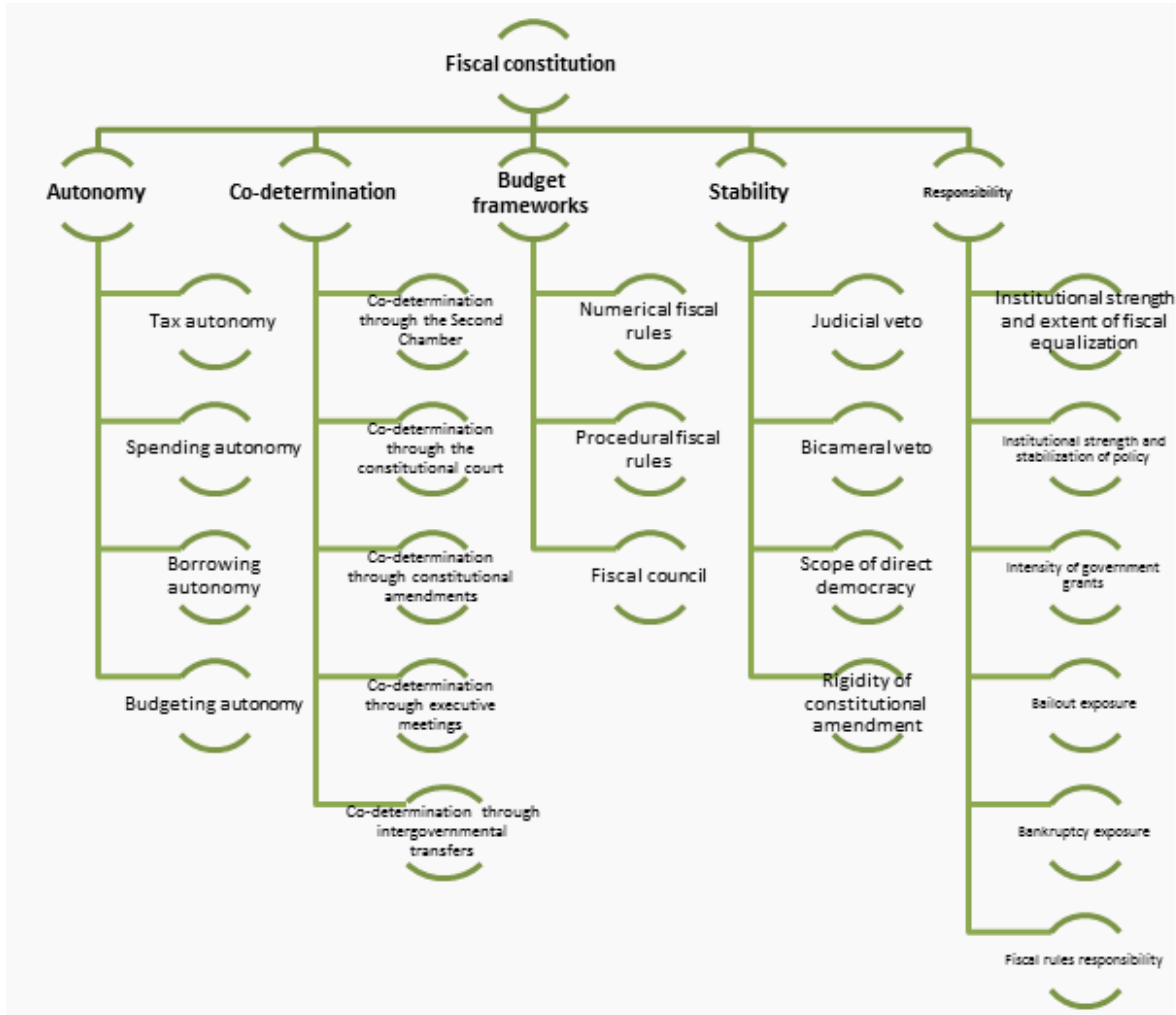 Fiscal constitution
Autonomy
Co-determination
Budget
frameworks
Stability
Responsibility
Tax autonomy
Spending autonomy
Borrowing
autonomy
Budgeting autonomy
Co-determination
through the Second
Chamber
Co-determination
through the
constitutional court
Co-determination
through constitutional
amendments
Co-determination
through executive
meetings
Co-determination through
intergovernmental
transfers
Numerical fiscal
rules
Procedural fiscal
rules
Fiscal council
Judicial veto
Bicameral veto
Scope of direct
democracy
Rigidity of
constitutional
amendment
Institutional strength
and extent of fiscal
equalization
Institutional strength and
stabilization of policy
Intensity of government
grants
Bailout exposure
Bankruptcy exposure
Fiscal rules responsibility